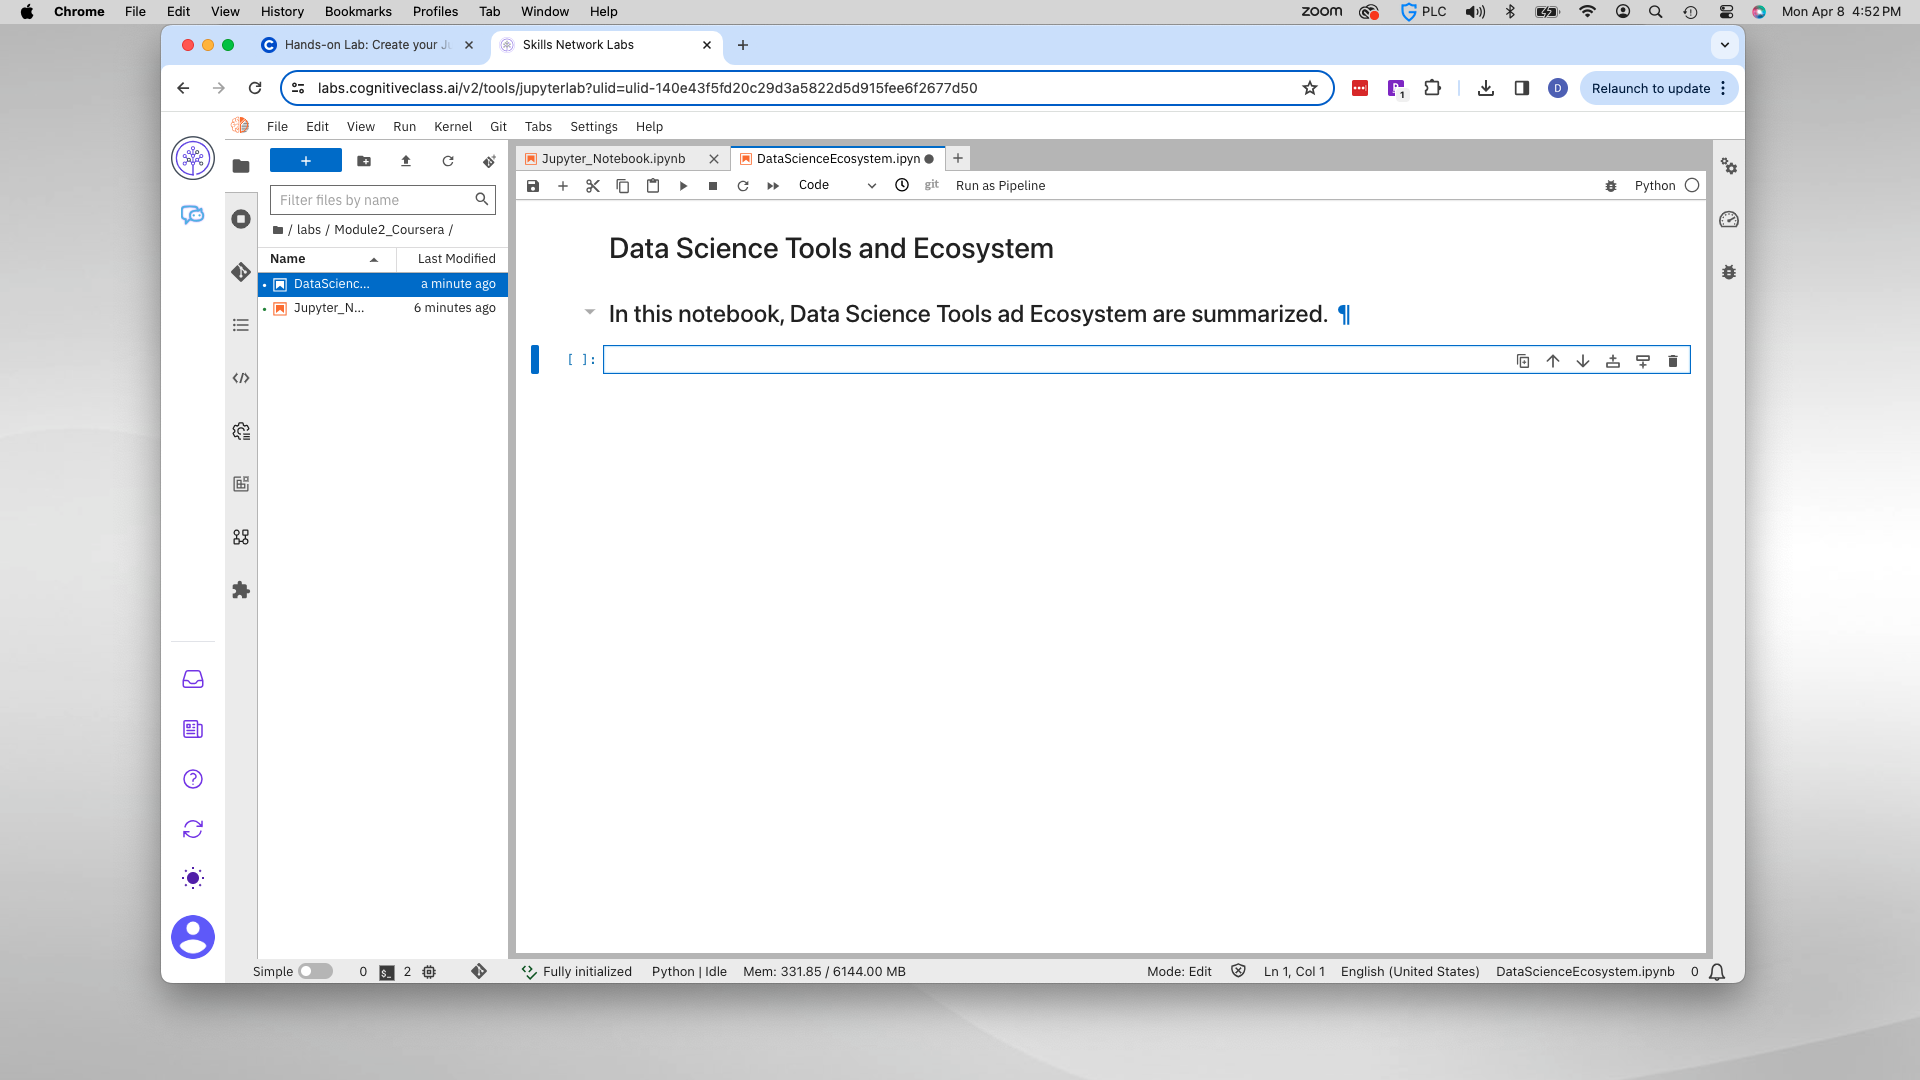 Chrome File Edit View History Bookmarks Profiles Tab Window Help zoom PLC Mon Apr 8 4:52 PM
Hands-on Lab: Create your Ju Skills Network Labs
labs.cognitiveclass.ai/v2/tools/jupyterlab?ulid=ulid-140e43f5fd20c29d3a5822d5d915fee6f2677d50 1 D Relaunch to update
File Edit View Run Kernel Git Tabs Settings Help
Jupyter_Notebook.ipynb DataScienceEcosystem.ipyn
Code git Run as Pipeline Python
Filter files by name
/ labs / Module2_Coursera /
Name Last Modified
DataScienc... a minute ago
Jupyter_N... 6 minutes ago
Data Science Tools and Ecosystem
In this notebook, Data Science Tools ad Ecosystem are summarized. ¶
[ ]:
Simple 0 $_ 2 Fully initialized Python | Idle Mem: 331.85 / 6144.00 MB Mode: Edit Ln 1, Col 1 English (United States) DataScienceEcosystem.ipynb 0